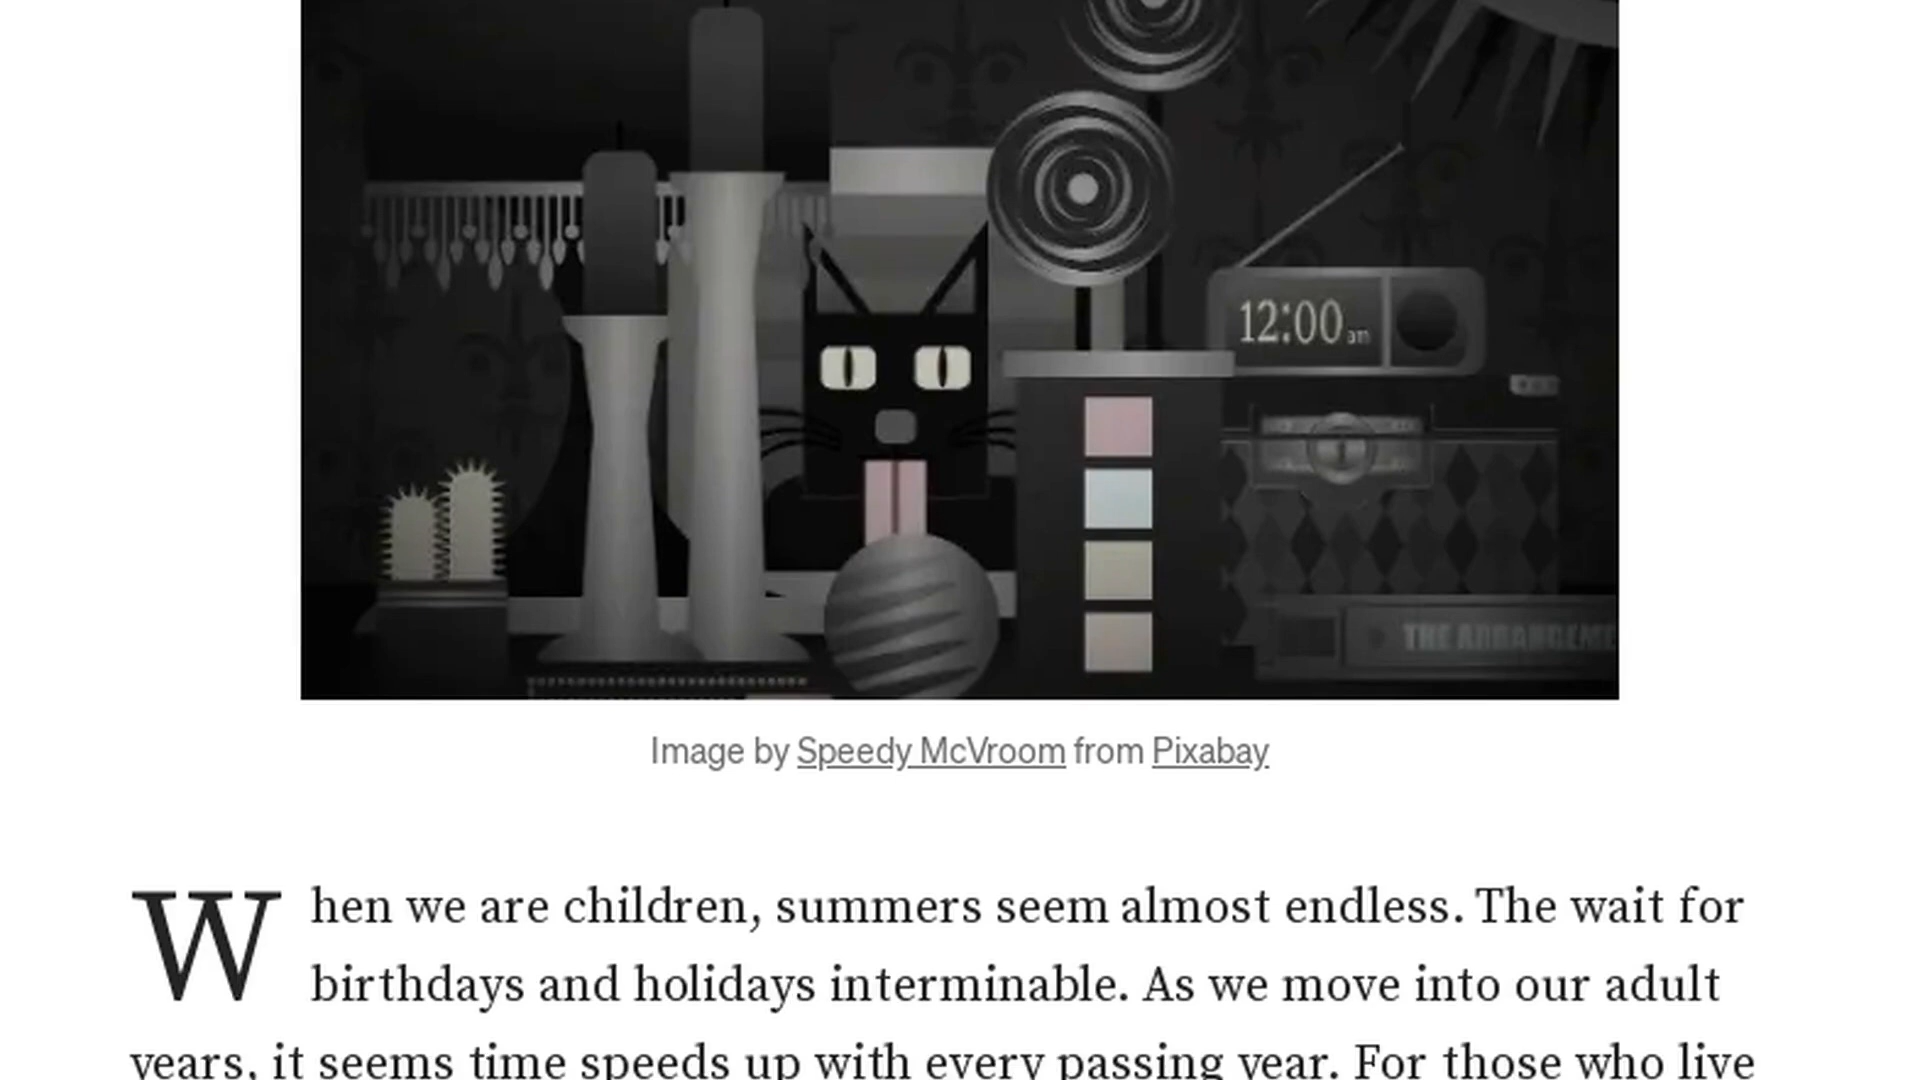 12:00 am
THE ARRANGEME
Image by Speedy McVroom from Pixabay
When we are children, summers seem almost endless. The wait for
birthdays and holidays interminable. As we move into our adult
years, it seems time speeds up with every passing year. For those who live